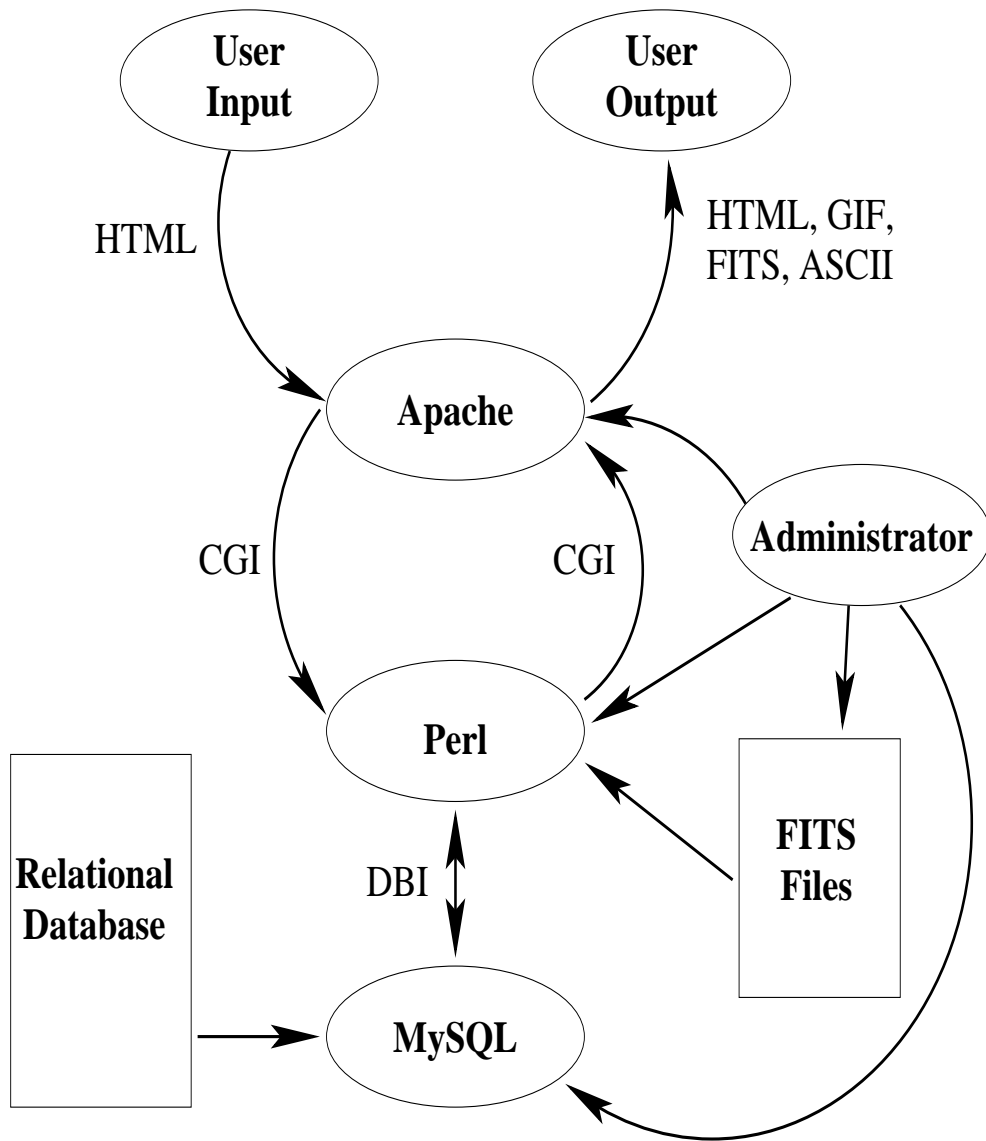 User
Input
User
Output
HTML
HTML, GIF,
FITS, ASCII
Apache
CGI
CGI
Administrator
Perl
Relational
Database
DBI
FITS
Files
MySQL